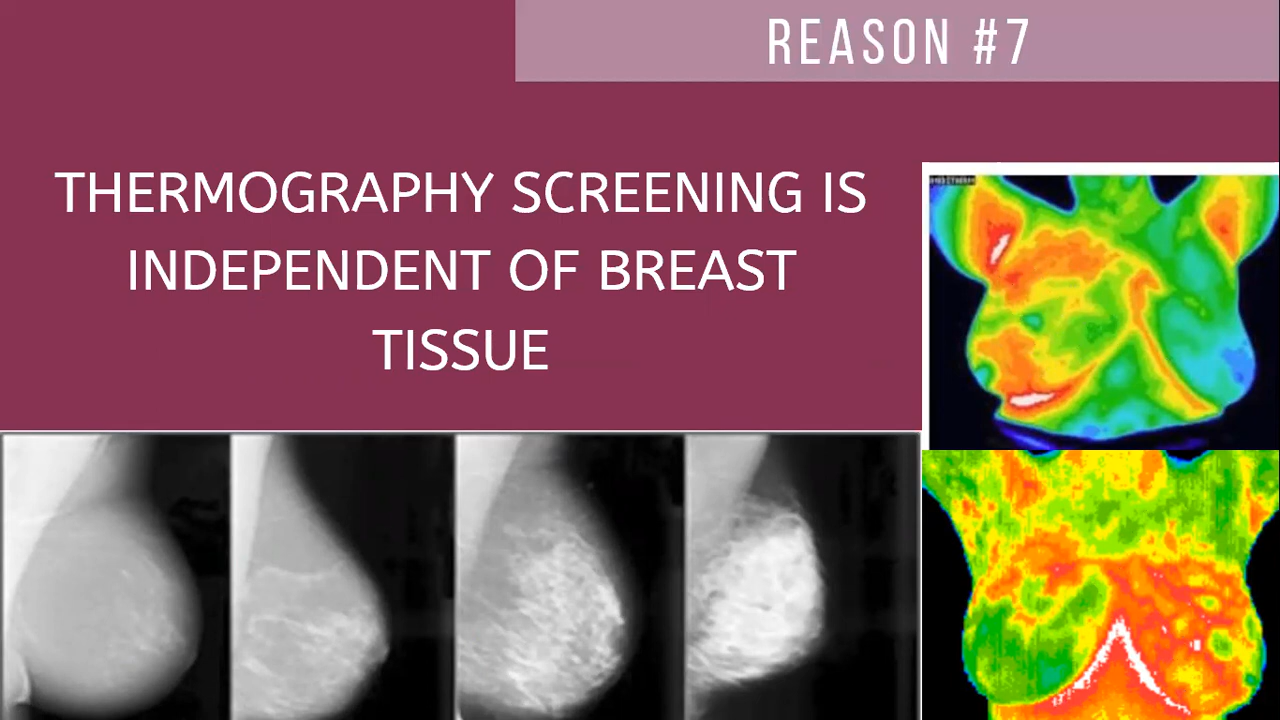 REASON #7
THERMOGRAPHY SCREENING IS
INDEPENDENT OF BREAST
TISSUE